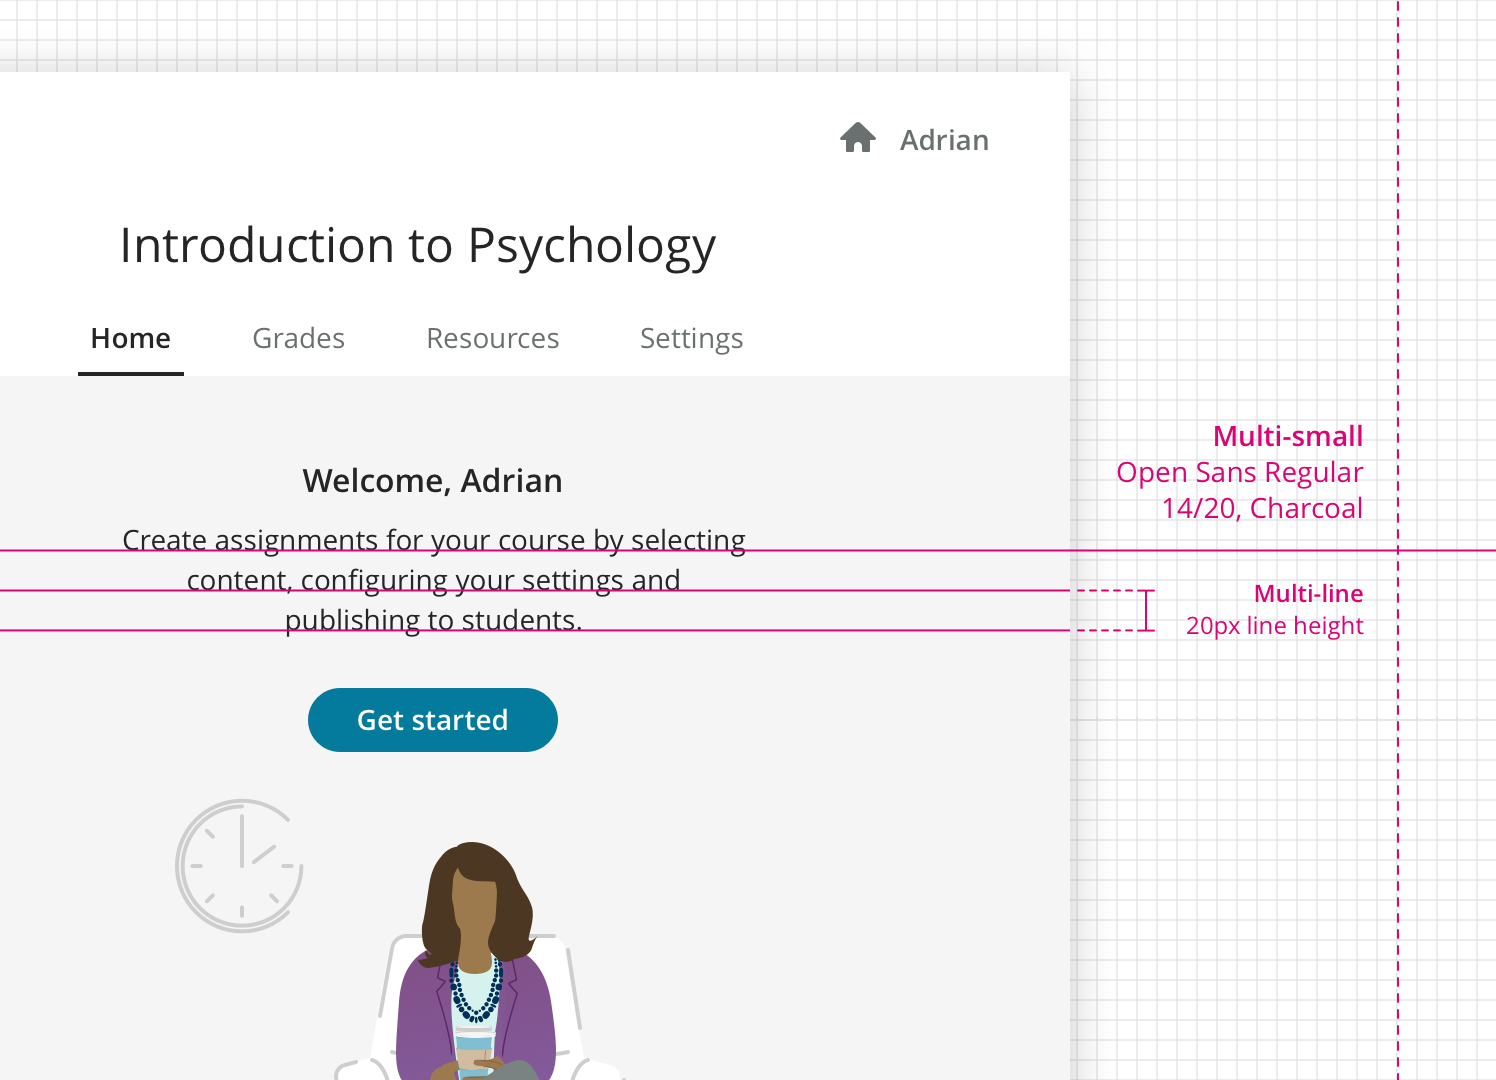 Adrian
Introduction to Psychology
Home Grades Resources Settings
Welcome, Adrian
Create assignments for your course by selecting
content, configuring your settings and
publishing to students.
Get started
Multi-small
Open Sans Regular
14/20, Charcoal
Multi-line
20px line height